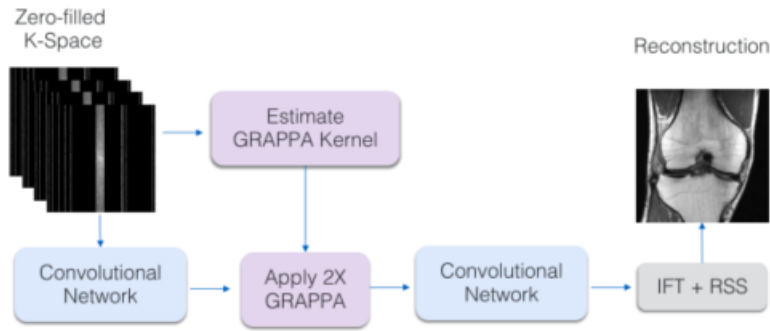 Zero-filled
K-Space
Reconstruction
Estimate
GRAPPA Kernel
Convolutional
Network
Apply 2X
GRAPPA
Convolutional
Network
IFT + RSS